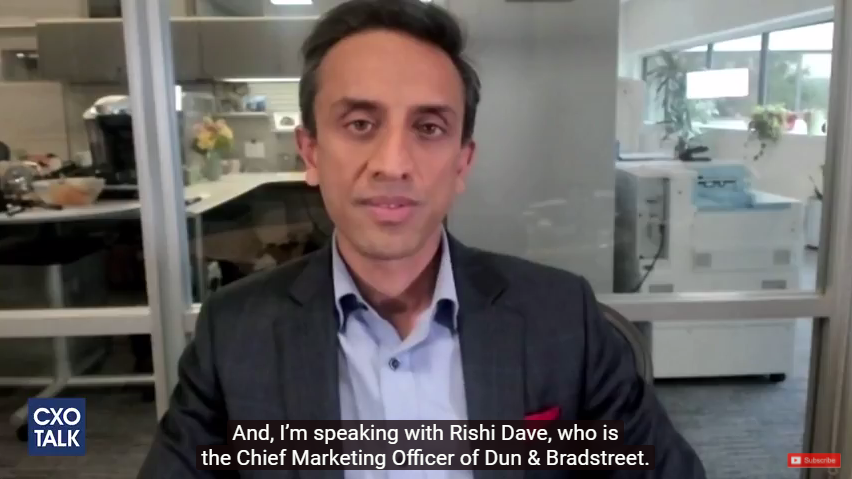 CXO
TALK
And, I'm speaking with Rishi Dave, who is
the Chief Marketing Officer of Dun & Bradstreet.
Subscribe